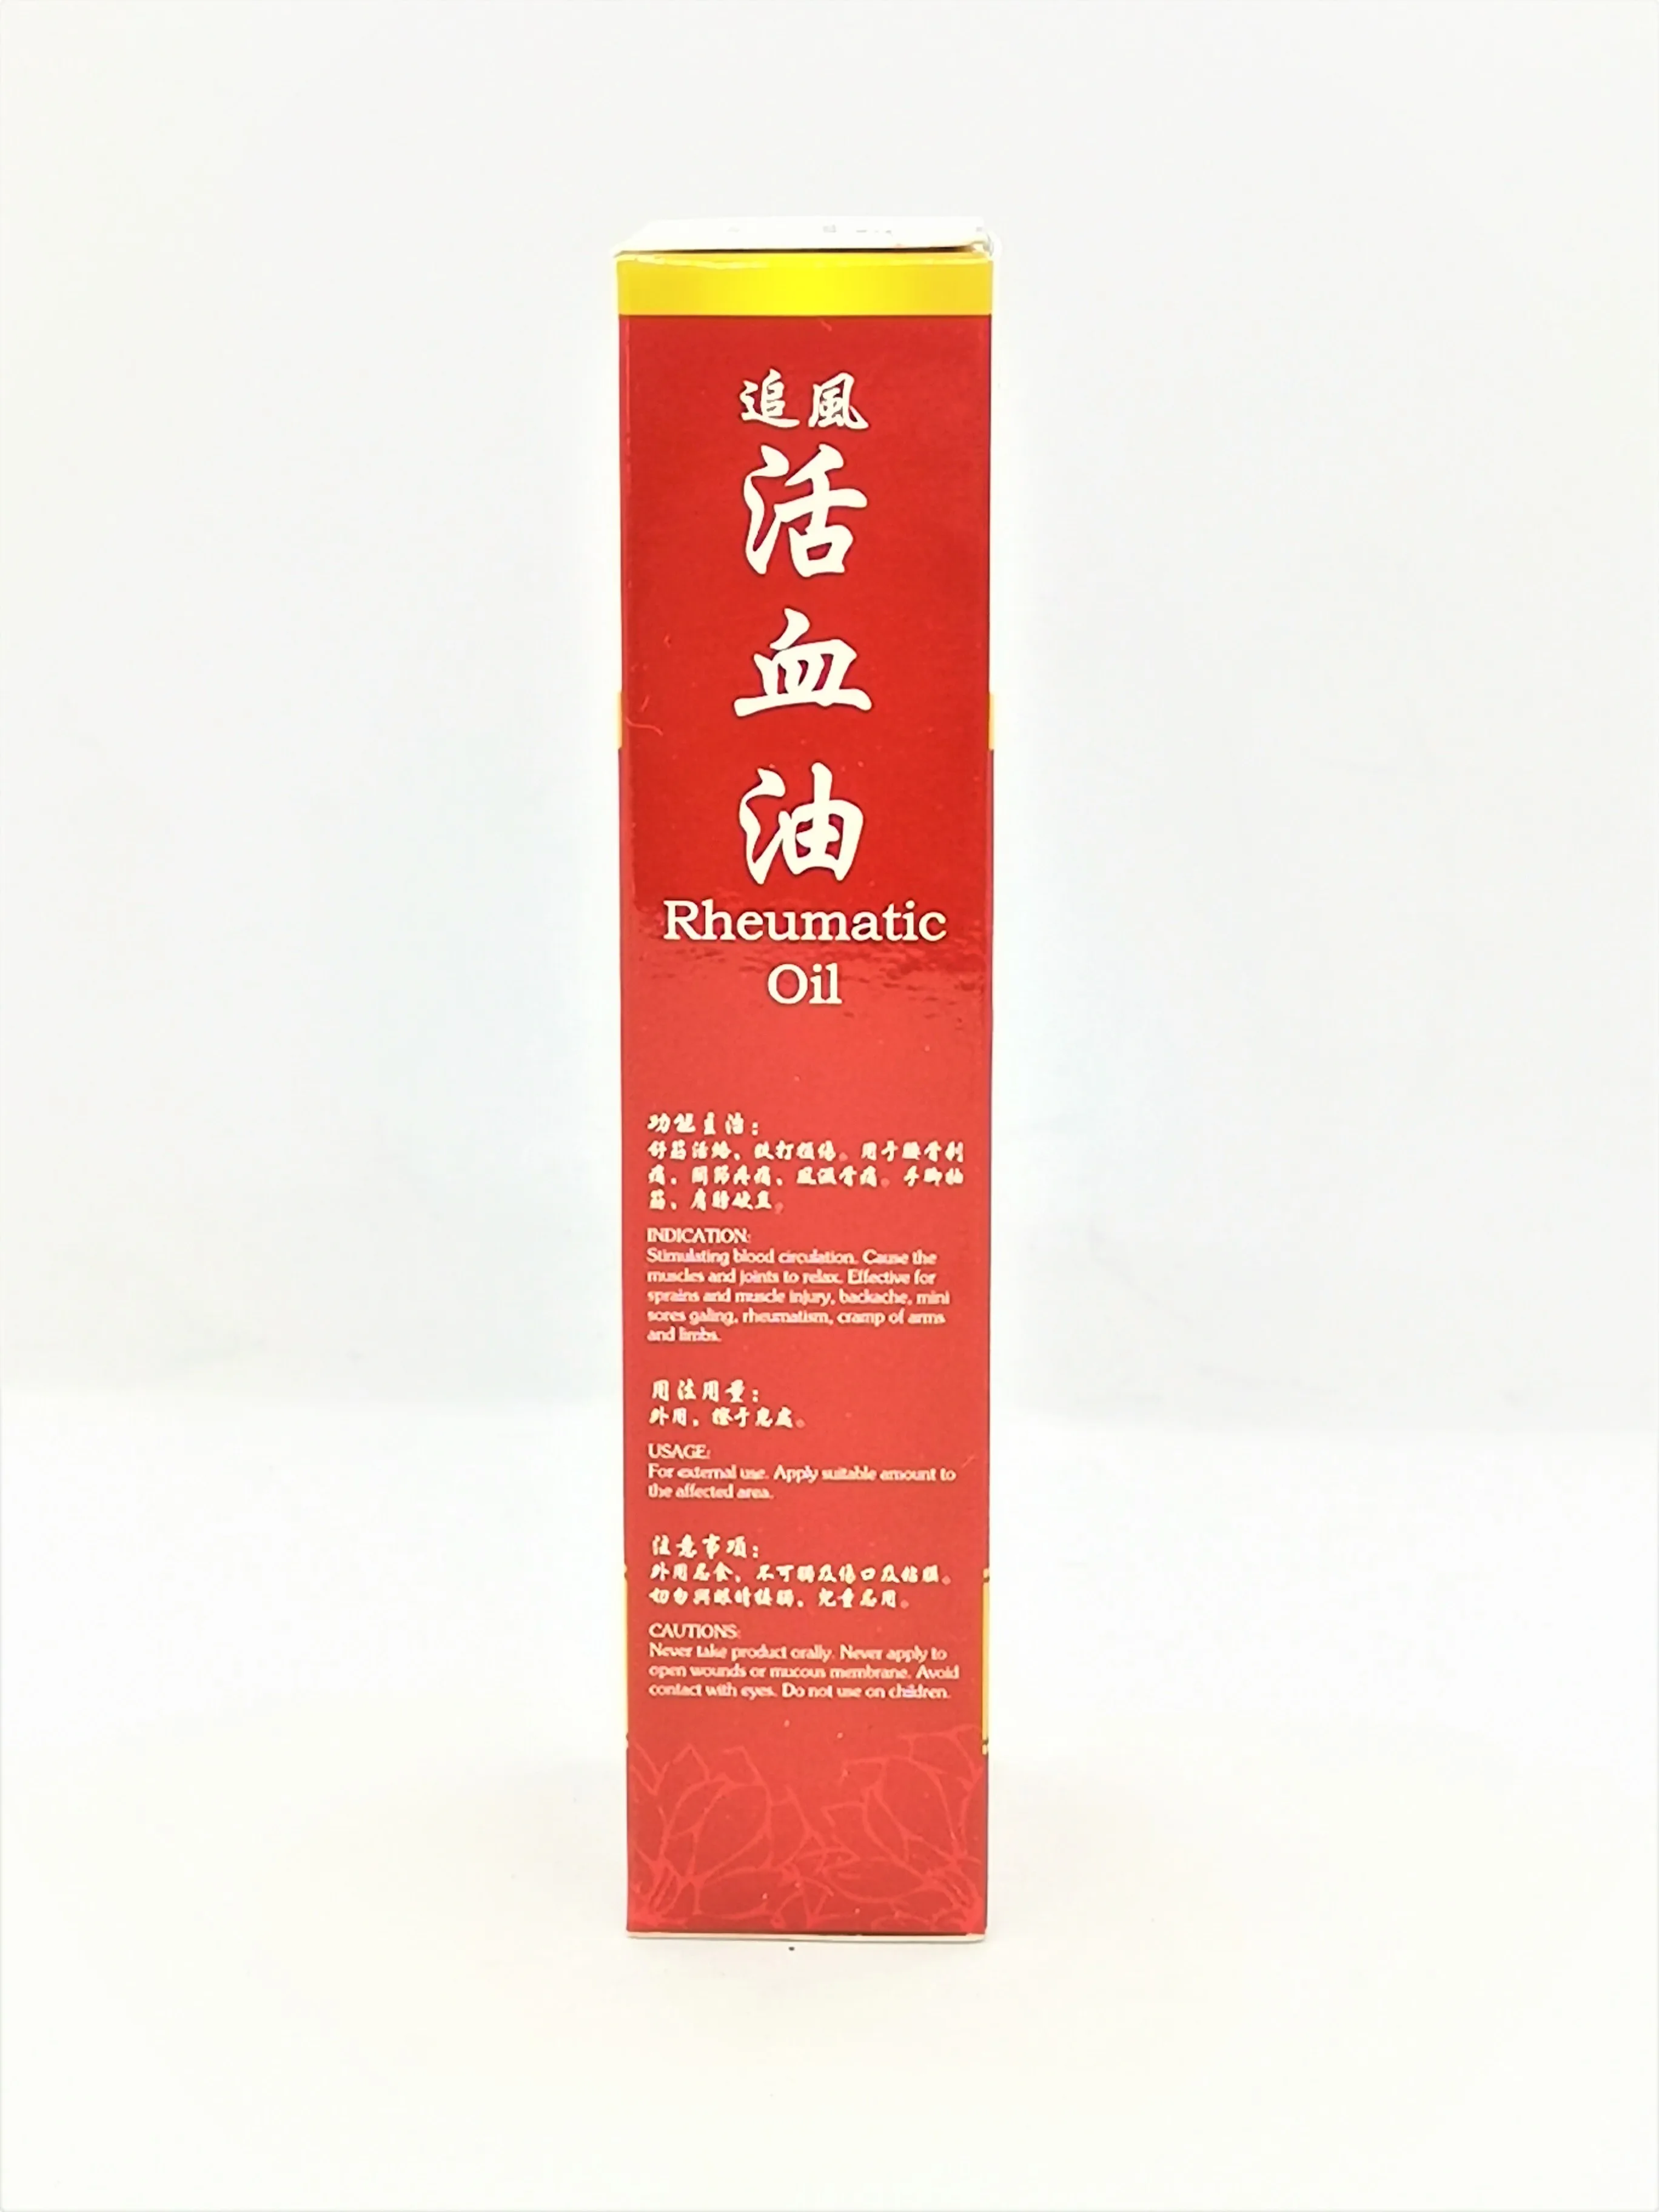 追風
活
血
油
Rheumatic
Oil
功能主治：
舒筋活絡、跌打損傷。用于腰骨刺
痛、關節疼痛、風濕骨痛。手脚抽
筋、肩膀硬直。
INDICATION:
Stimulating blood circulation. Cause the
muscles and joints to relax. Effective for
sprains and muscle injury, backache, mini
sores galing, rheumatism, cramp of arms
and limbs.
用法用量：
外用，擦于患處。
USAGE:
For external use. Apply suitable amount to
the affected area.
注意事項：
外用忌食、不可觸及傷口及粘膜。
切勿與眼睛接觸，兒童忌用。
CAUTIONS:
Never take product orally. Never apply to
open wounds or mucous membrane. Avoid
contact with eyes. Do not use on children.